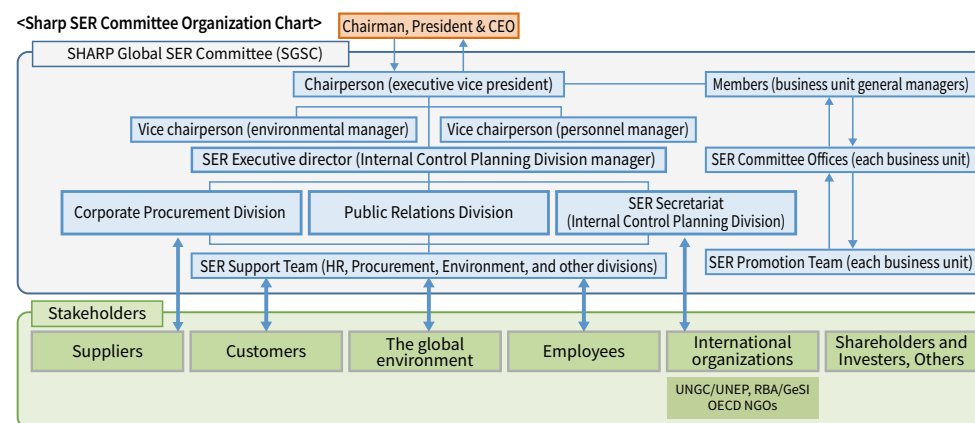 <Sharp SER Committee Organization Chart>
Chairman, President & CEO
SHARP Global SER Committee (SGSC)
Chairperson (executive vice president)
Members (business unit general managers)
Vice chairperson (environmental manager)
Vice chairperson (personnel manager)
SER Executive director (Internal Control Planning Division manager)
SER Committee Offices (each business unit)
Corporate Procurement Division
Public Relations Division
SER Secretariat
(Internal Control Planning Division)
SER Support Team (HR, Procurement, Environment, and other divisions)
SER Promotion Team (each business unit)
Stakeholders
Suppliers
Customers
The global
environment
Employees
International
organizations
Shareholders and
Investers, Others
UNGC/UNEP, RBA/GeSI
OECD NGOs